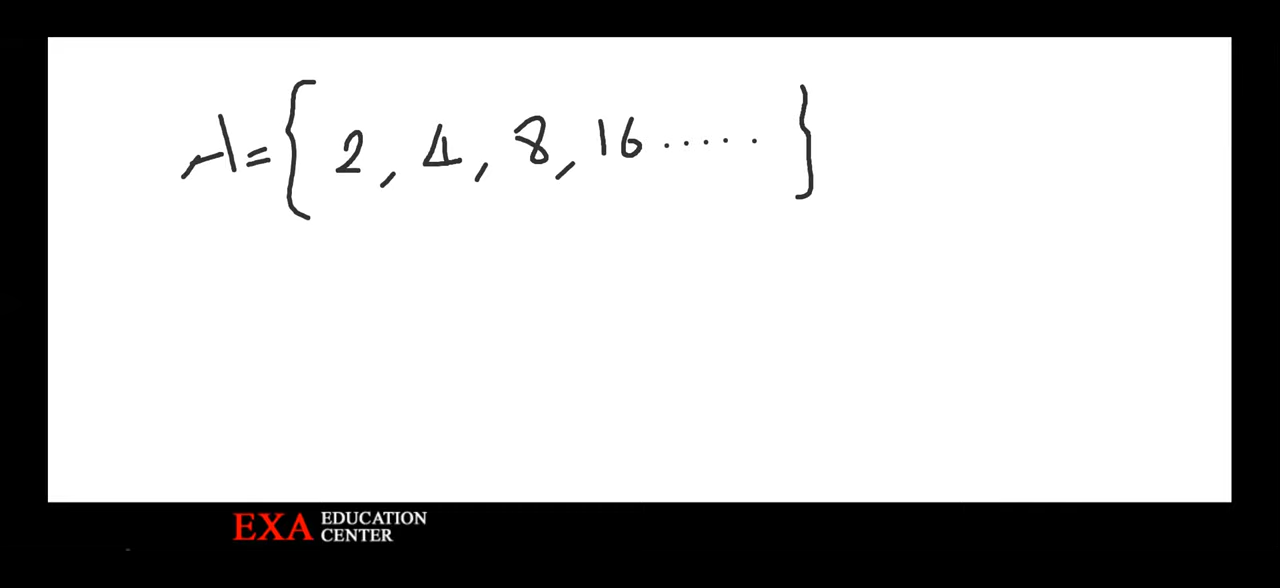 A = { 2 , 4 , 8 , 16 ..... }
EXA EDUCATION
CENTER